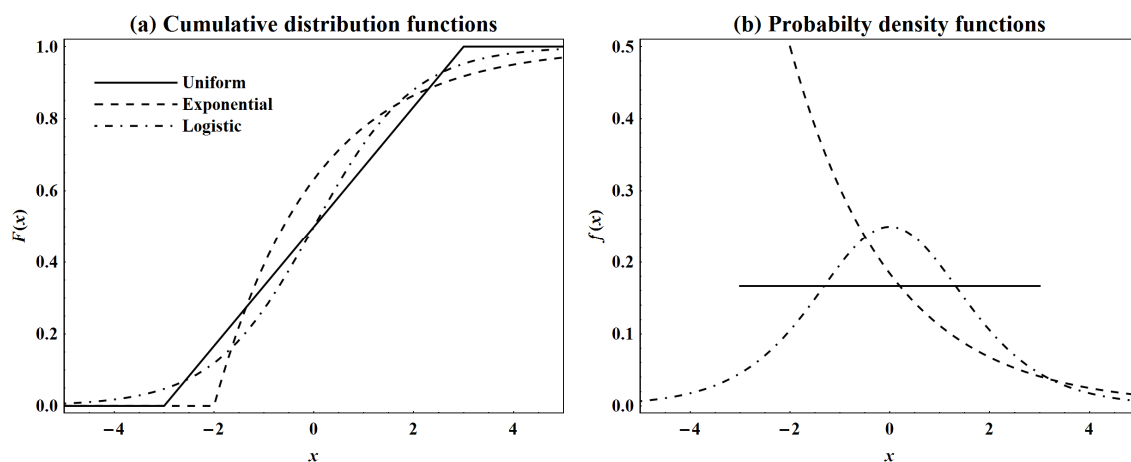 (a) Cumulative distribution functions
1.0
0.8
0.6
0.4
0.2
0.0
F(x)
Uniform
Exponential
Logistic
−4 −2 0 2 4
x
(b) Probabilty density functions
0.5
0.4
0.3
0.2
0.1
0.0
f(x)
−4 −2 0 2 4
x